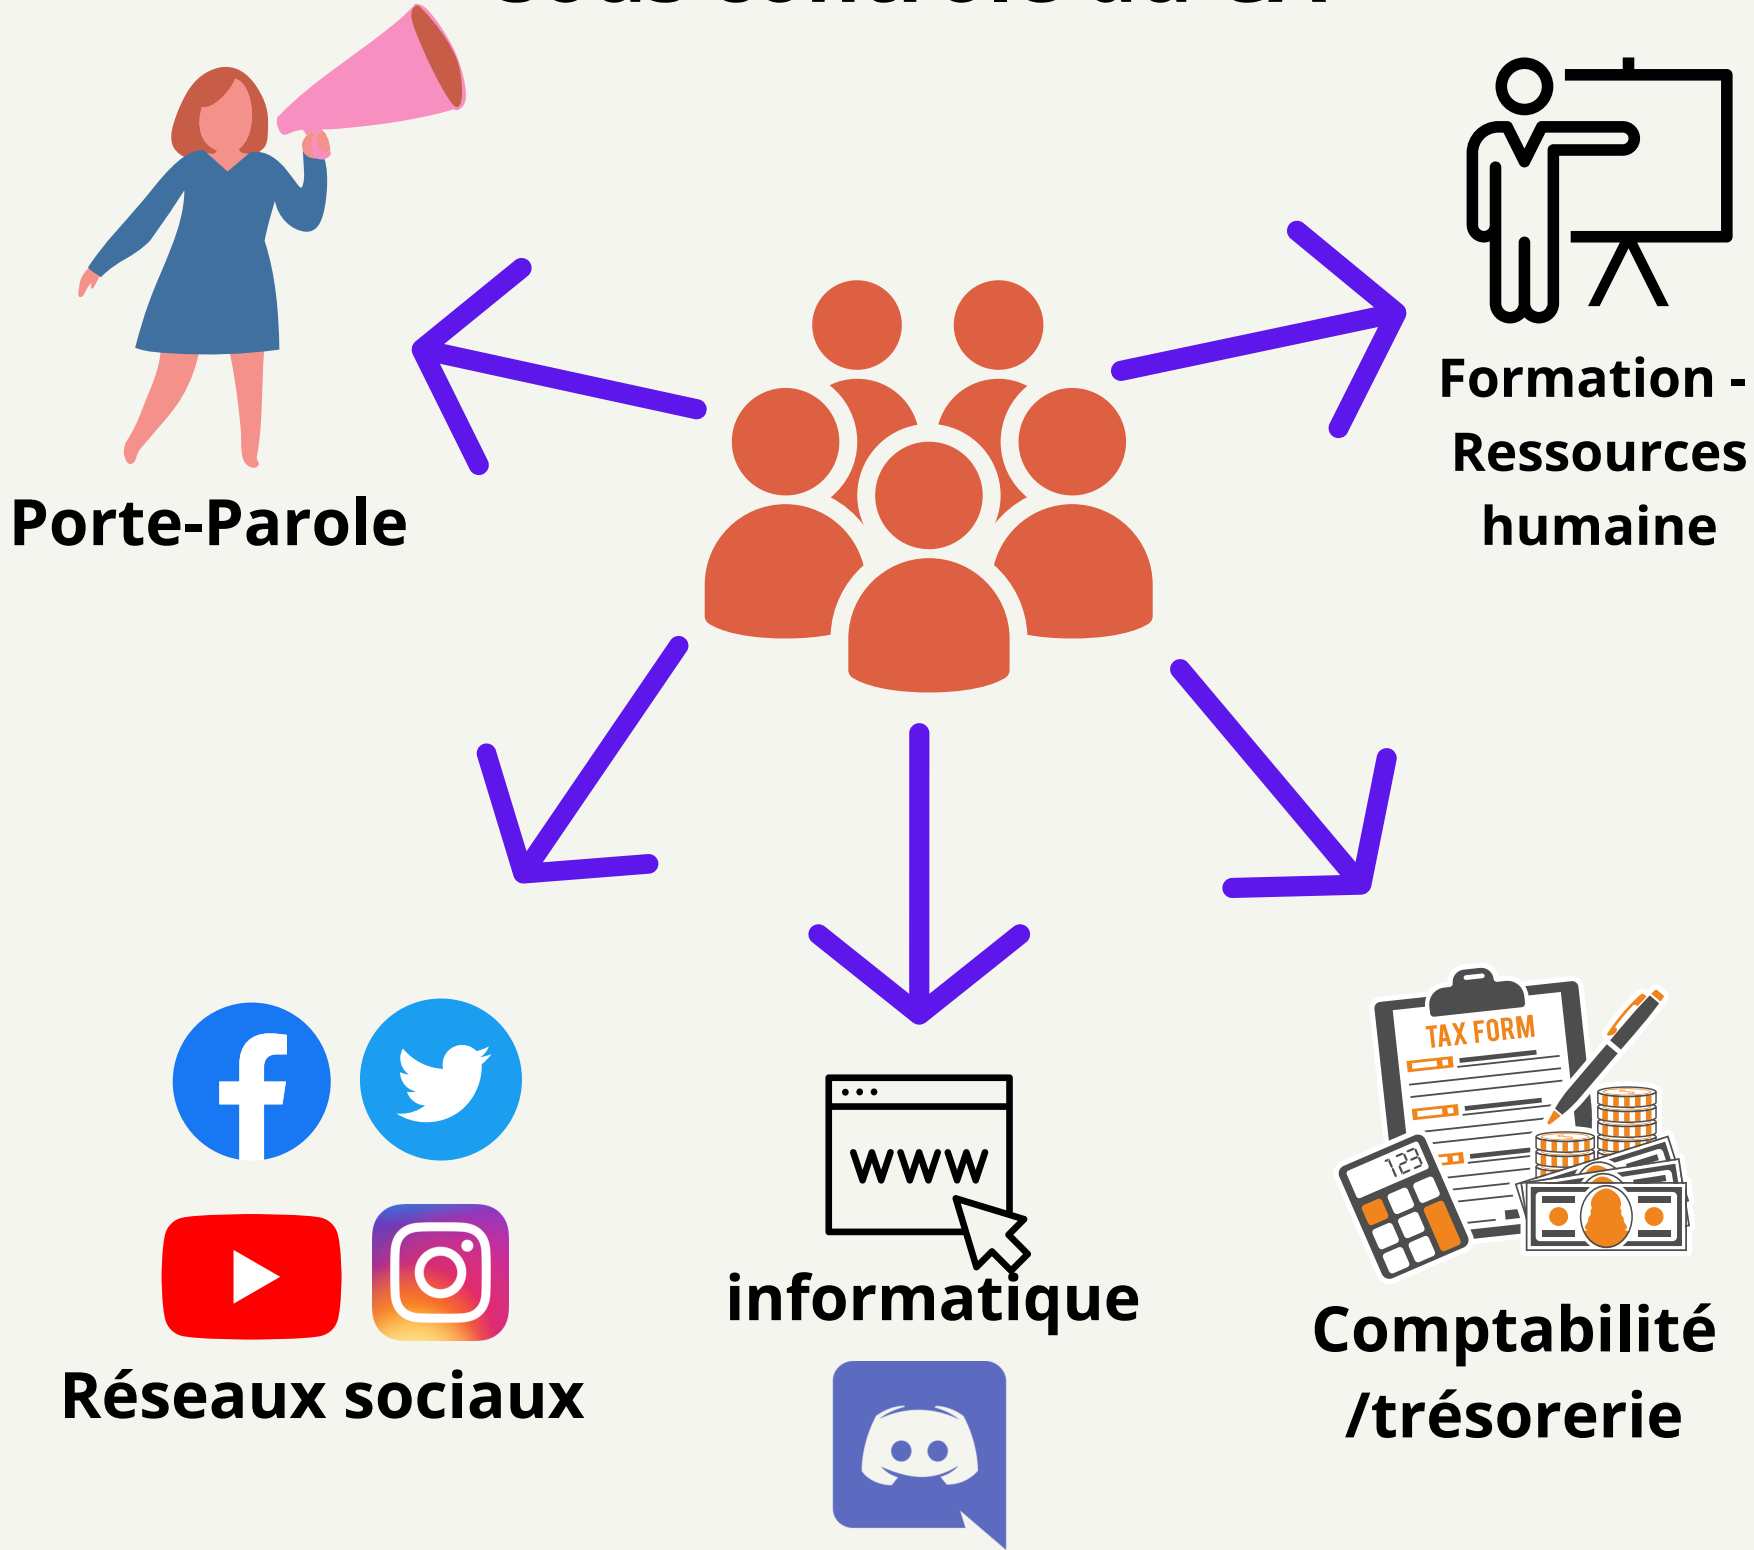 Porte-Parole
Formation -
Ressources
humaine
TAX FORM
123
www
informatique
Réseaux sociaux
Comptabilité
/trésorerie